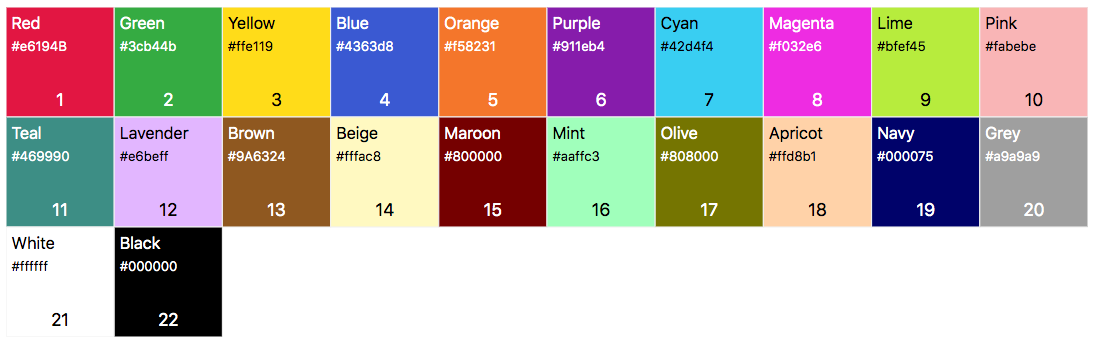 Red
#e6194B
1
Green
#3cb44b
2
Yellow
#ffe119
3
Blue
#4363d8
4
Orange
#f58231
5
Purple
#911eb4
6
Cyan
#42d4f4
7
Magenta
#f032e6
8
Lime
#bfef45
9
Pink
#fabebe
10
Teal
#469990
11
Lavender
#e6beff
12
Brown
#9A6324
13
Beige
#fffac8
14
Maroon
#800000
15
Mint
#aaffc3
16
Olive
#808000
17
Apricot
#ffd8b1
18
Navy
#000075
19
Grey
#a9a9a9
20
White
#ffffff
21
Black
#000000
22